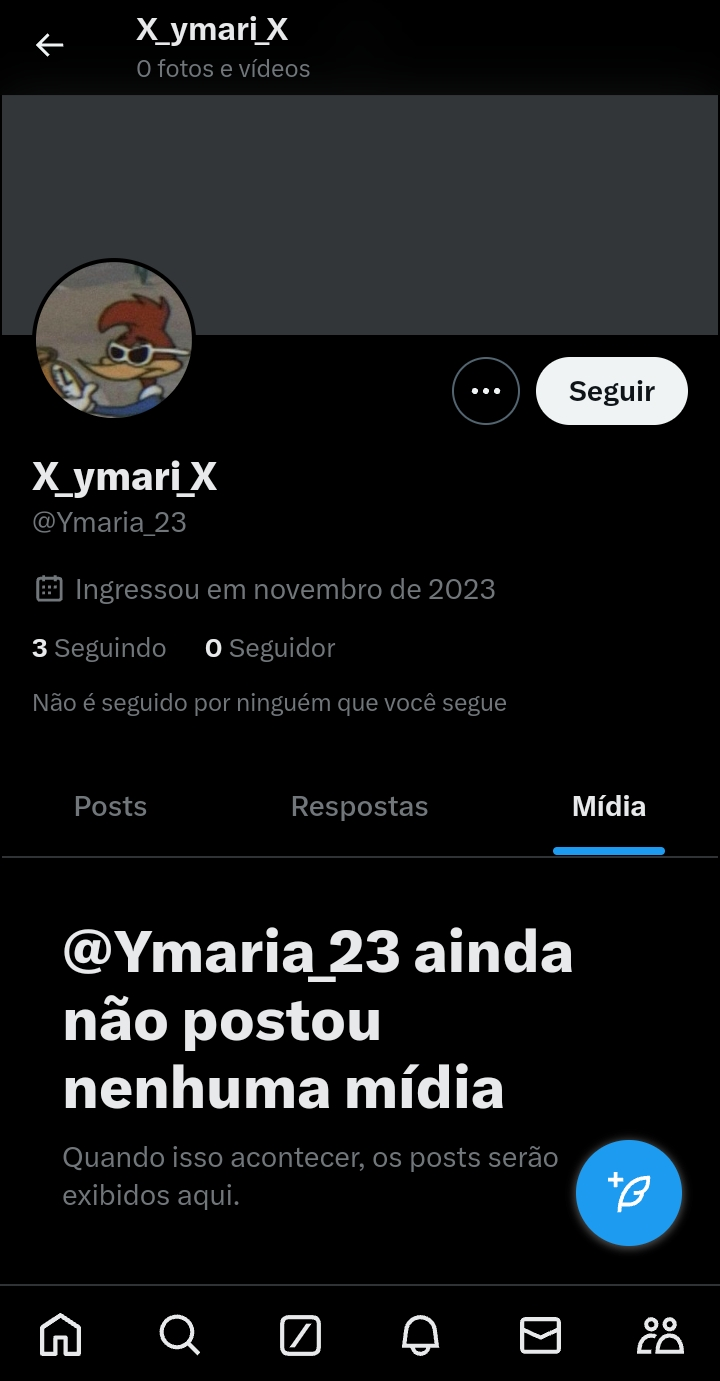 X_ymari_X
0 fotos e vídeos
Seguir
X_ymari_X
@Ymaria_23
Ingressou em novembro de 2023
3 Seguindo 0 Seguidor
Não é seguido por ninguém que você segue
Posts Respostas Mídia
@Ymaria_23 ainda
não postou
nenhuma mídia
Quando isso acontecer, os posts serão
exibidos aqui.